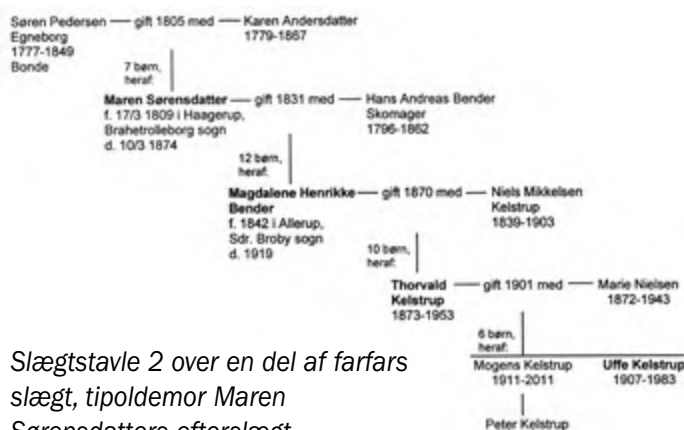 Søren Pedersen — gift 1805 med — Karen Andersdatter
Egneborg 1779-1867
1777-1849
Bonde 7 børn,
heraf:
Maren Sørensdatter — gift 1831 med — Hans Andreas Bender
f. 17/3 1809 i Haagerup, Skomager
Brahetrolleborg sogn 1796-1862
d. 10/3 1874
12 børn,
heraf:
Magdalene Henrikke — gift 1870 med — Niels Mikkelsen
Bender Kelstrup
f. 1842 i Allerup, 1839-1903
Sdr. Broby sogn
d. 1919 10 børn,
heraf:
Thorvald — gift 1901 med — Marie Nielsen
Kelstrup 1872-1943
1873-1953
6 børn,
heraf:
Mogens Kelstrup Uffe Kelstrup
1911-2011 1907-1983
Peter Kelstrup
Slægtstavle 2 over en del af farfars
slægt, tipoldemor Maren
Sørensdatters efterslægt